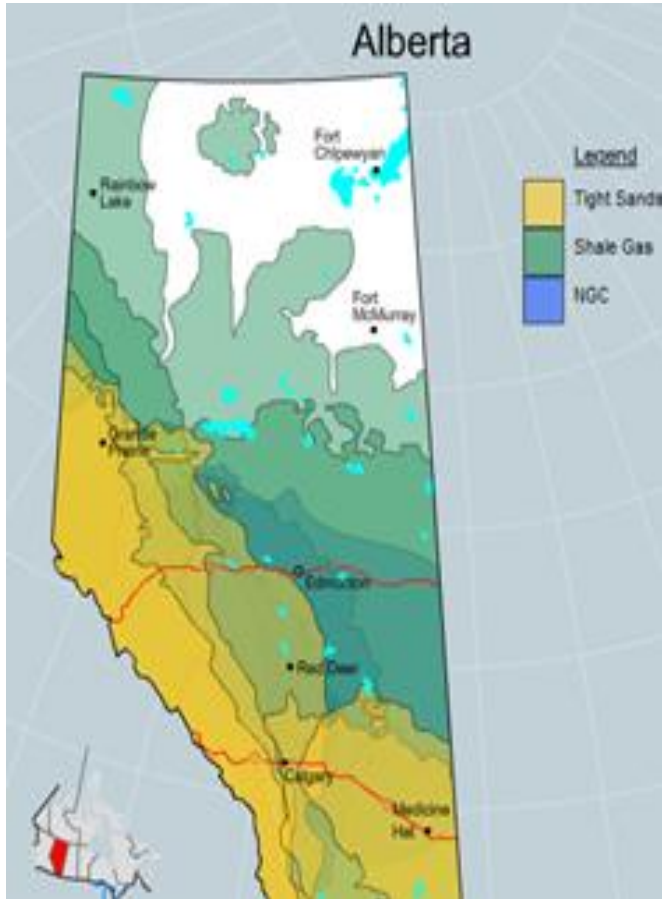 Alberta
Fort
Chipewyan
Legend
Rainbow
Lake
Tight Sands
Shale Gas
NGC
Fort
McMurray
Grande
Prairie
Edmonton
Red Deer
Calgary
Medicine
Hat